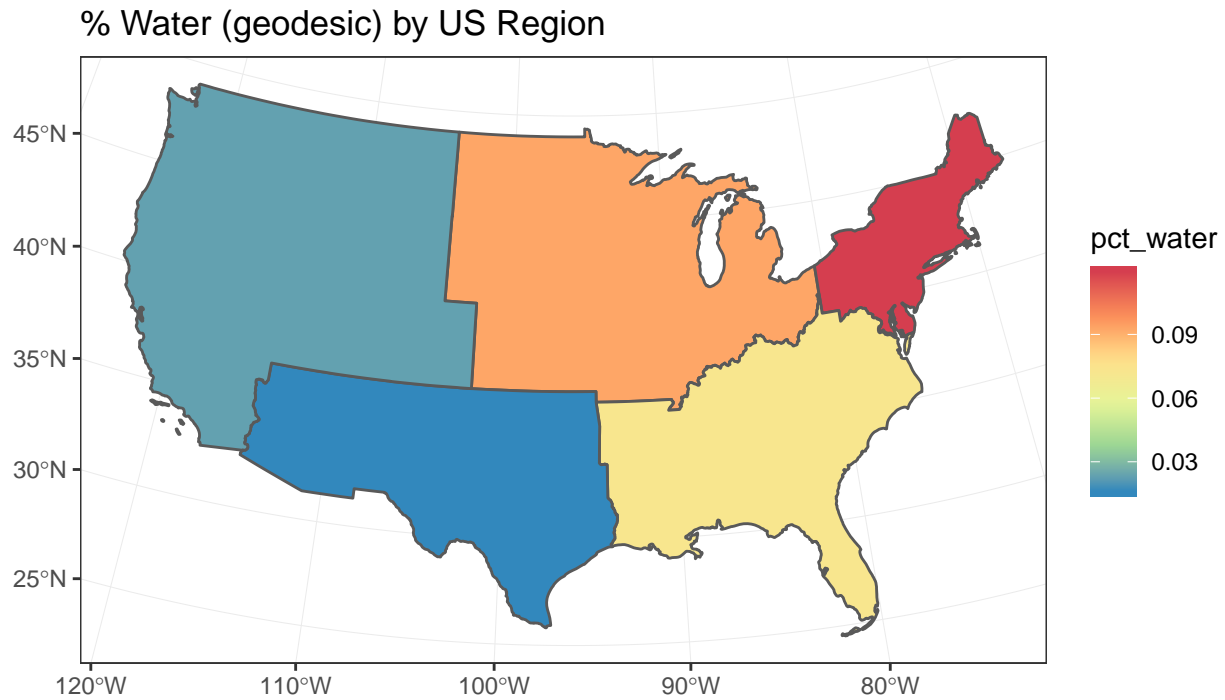 % Water (geodesic) by US Region
45°N
40°N
35°N
30°N
25°N
120°W
110°W
100°W
90°W
80°W
pct_water
0.09
0.06
0.03